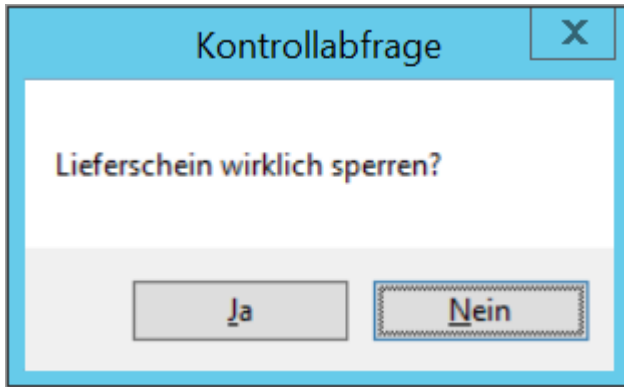 Kontrollabfrage
X
Lieferschein wirklich sperren?
Ja
Nein